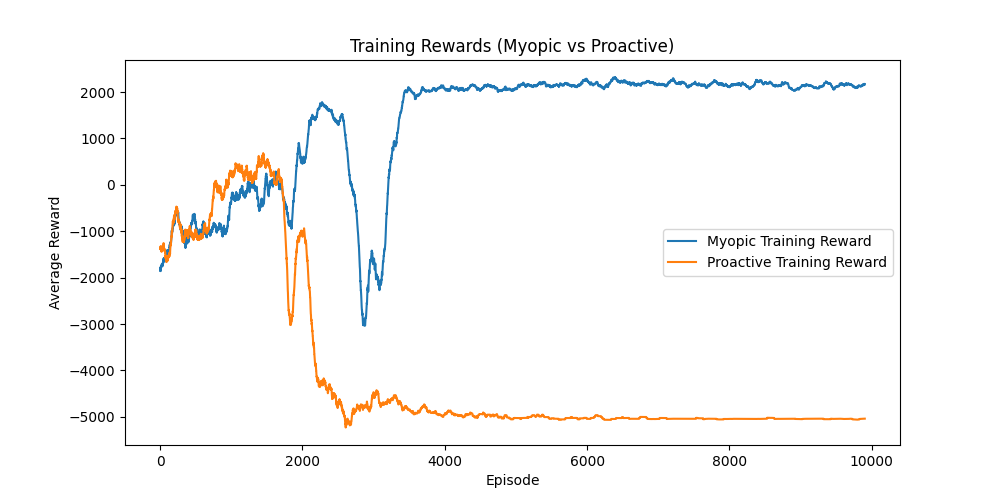 Training Rewards (Myopic vs Proactive)
2000
1000
0
−1000
−2000
−3000
−4000
−5000
Average Reward
Myopic Training Reward
Proactive Training Reward
0 2000 4000 6000 8000 10000
Episode